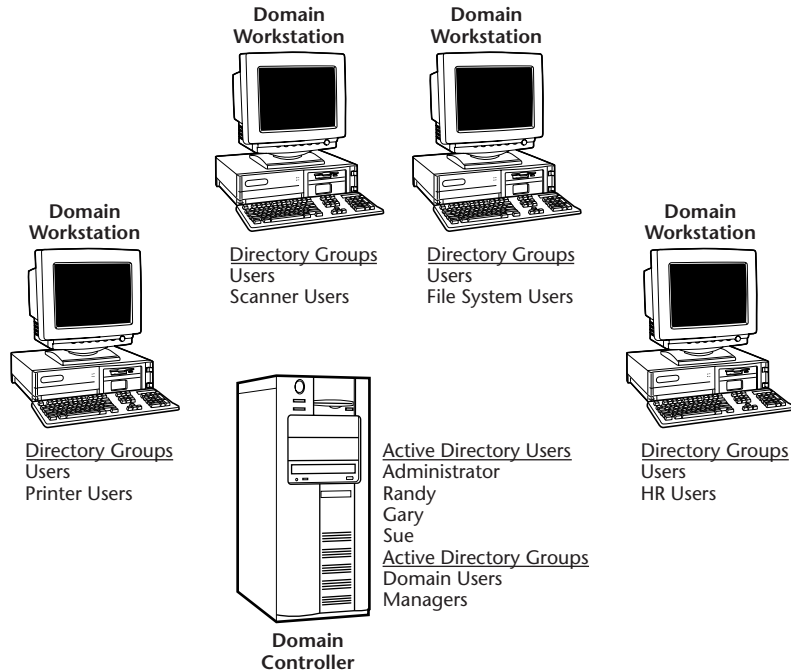 Domain
Workstation
Domain
Workstation
Domain
Workstation
Directory Groups
Users
Scanner Users
Directory Groups
Users
File System Users
Domain
Workstation
Directory Groups
Users
Printer Users
Active Directory Users
Administrator
Randy
Gary
Sue
Active Directory Groups
Domain Users
Managers
Directory Groups
Users
HR Users
Domain
Controller